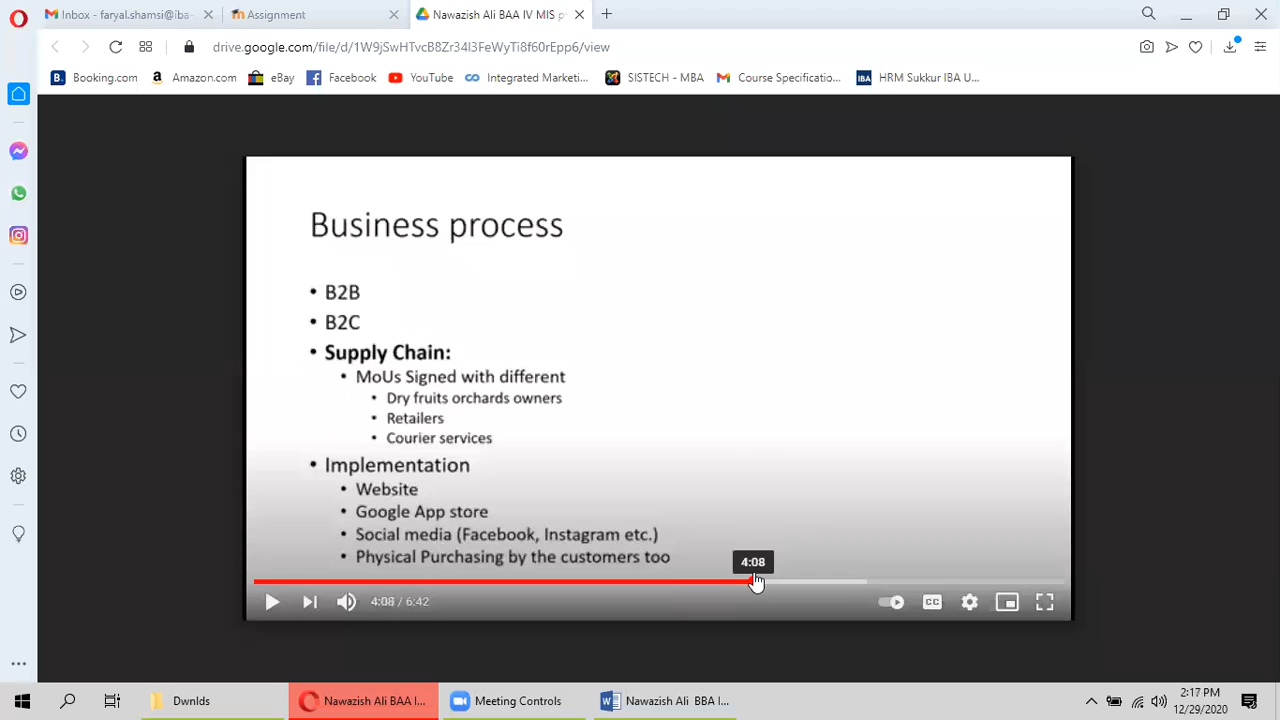 Inbox - faryal.shamsi@iba-
Assignment
Nawazish Ali BAA IV MIS p
drive.google.com/file/d/1W9jSwHTvcB8Zr34l3FeWyTi8f60rEpp6/view
B.
Booking.com
Amazon.com
eBay
Facebook
YouTube
Integrated Marketi...
SISTECH - MBA
Course Specificatio...
IBA
HRM Sukkur IBA U...
Business process
• B2B
• B2C
• Supply Chain:
• MoUs Signed with different
• Dry fruits orchards owners
• Retailers
• Courier services
• Implementation
• Website
• Google App store
• Social media (Facebook, Instagram etc.)
• Physical Purchasing by the customers too
4:08
4:08 / 6:42
CC
Dwnlds
Nawazish Ali BAA I...
Meeting Controls
Nawazish Ali  BBA I...
2:17 PM
12/29/2020